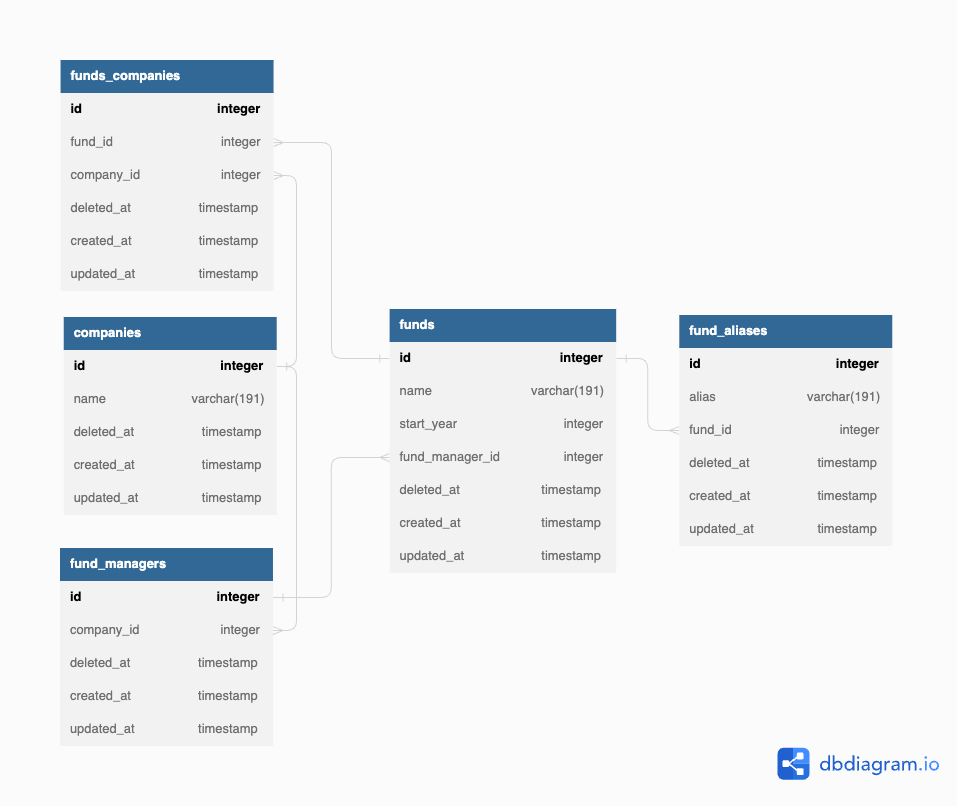 funds_companies
id integer
fund_id integer
company_id integer
deleted_at timestamp
created_at timestamp
updated_at timestamp
companies
id integer
name varchar(191)
deleted_at timestamp
created_at timestamp
updated_at timestamp
fund_managers
id integer
company_id integer
deleted_at timestamp
created_at timestamp
updated_at timestamp
funds
id integer
name varchar(191)
start_year integer
fund_manager_id integer
deleted_at timestamp
created_at timestamp
updated_at timestamp
fund_aliases
id integer
alias varchar(191)
fund_id integer
deleted_at timestamp
created_at timestamp
updated_at timestamp
dbdiagram.io